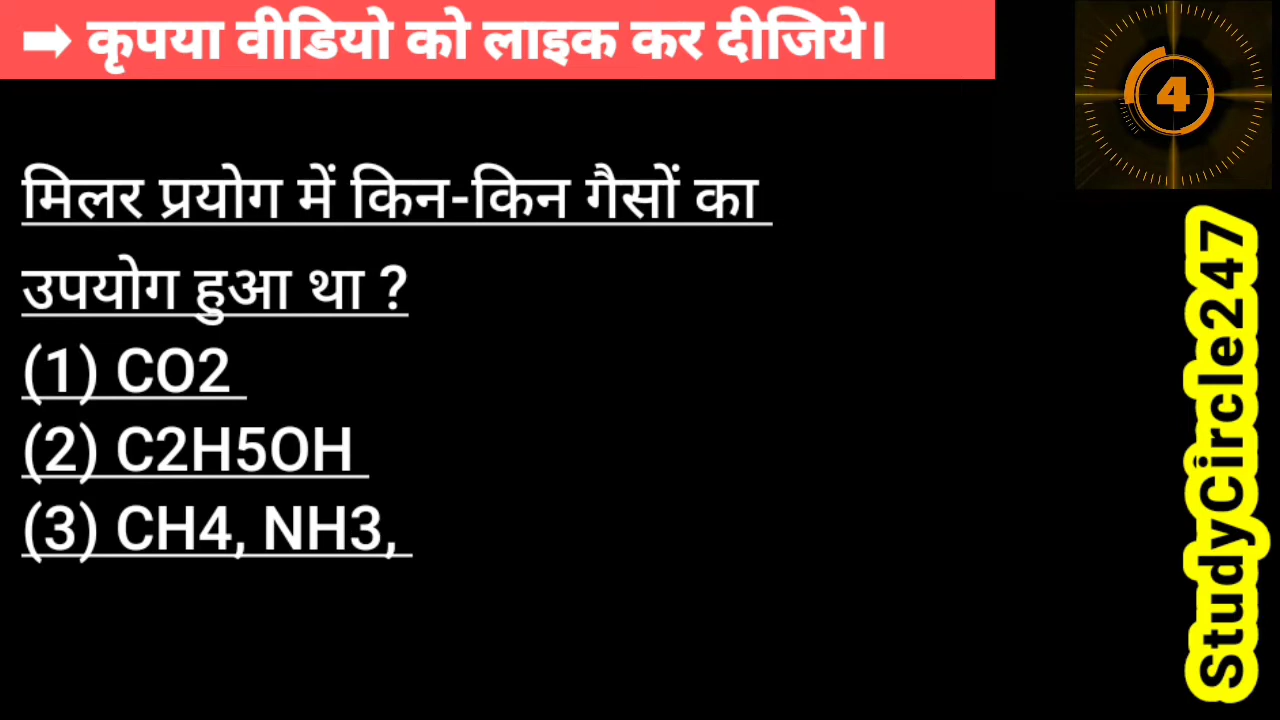 ➡ कृपया वीडियो को लाइक कर दीजिये।
4
मिलर प्रयोग में किन-किन गैसों का
उपयोग हुआ था ?
(1) CO2
(2) C2H5OH
(3) CH4, NH3,
StudyCircle247